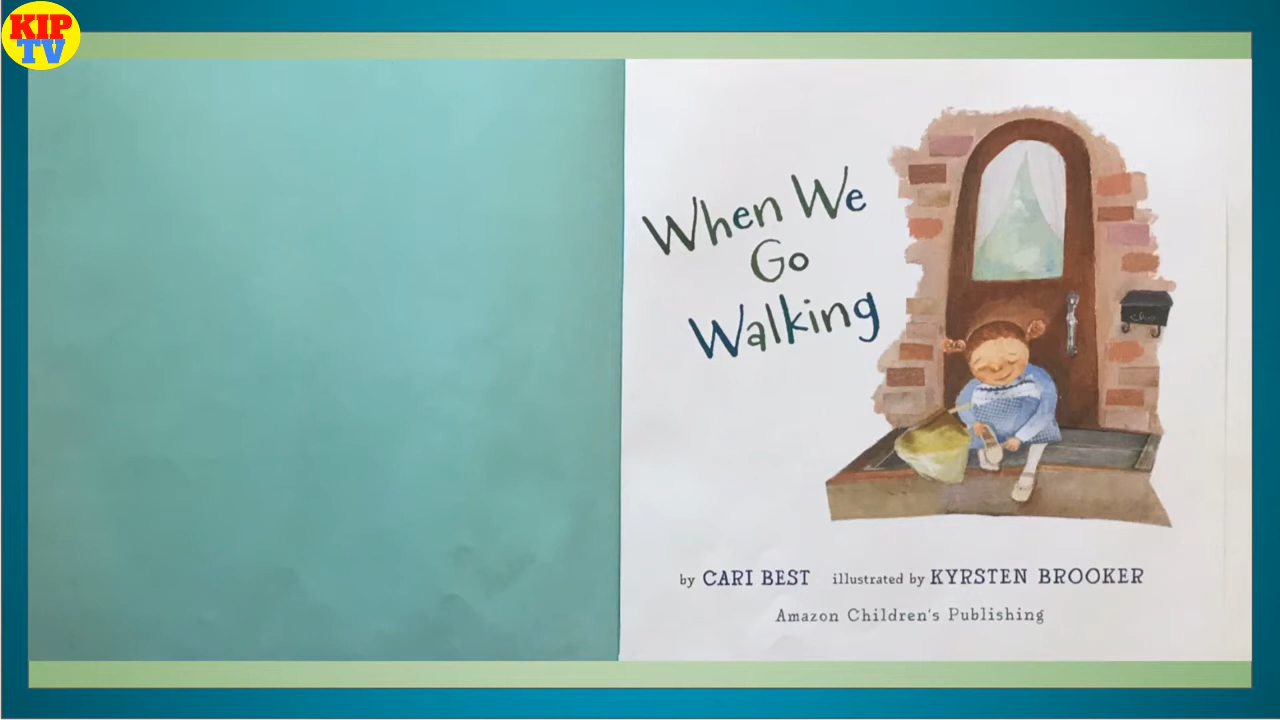 KIP
TV
When We
Go
Walking
by CARI BEST illustrated by KYRSTEN BROOKER
Amazon Children's Publishing